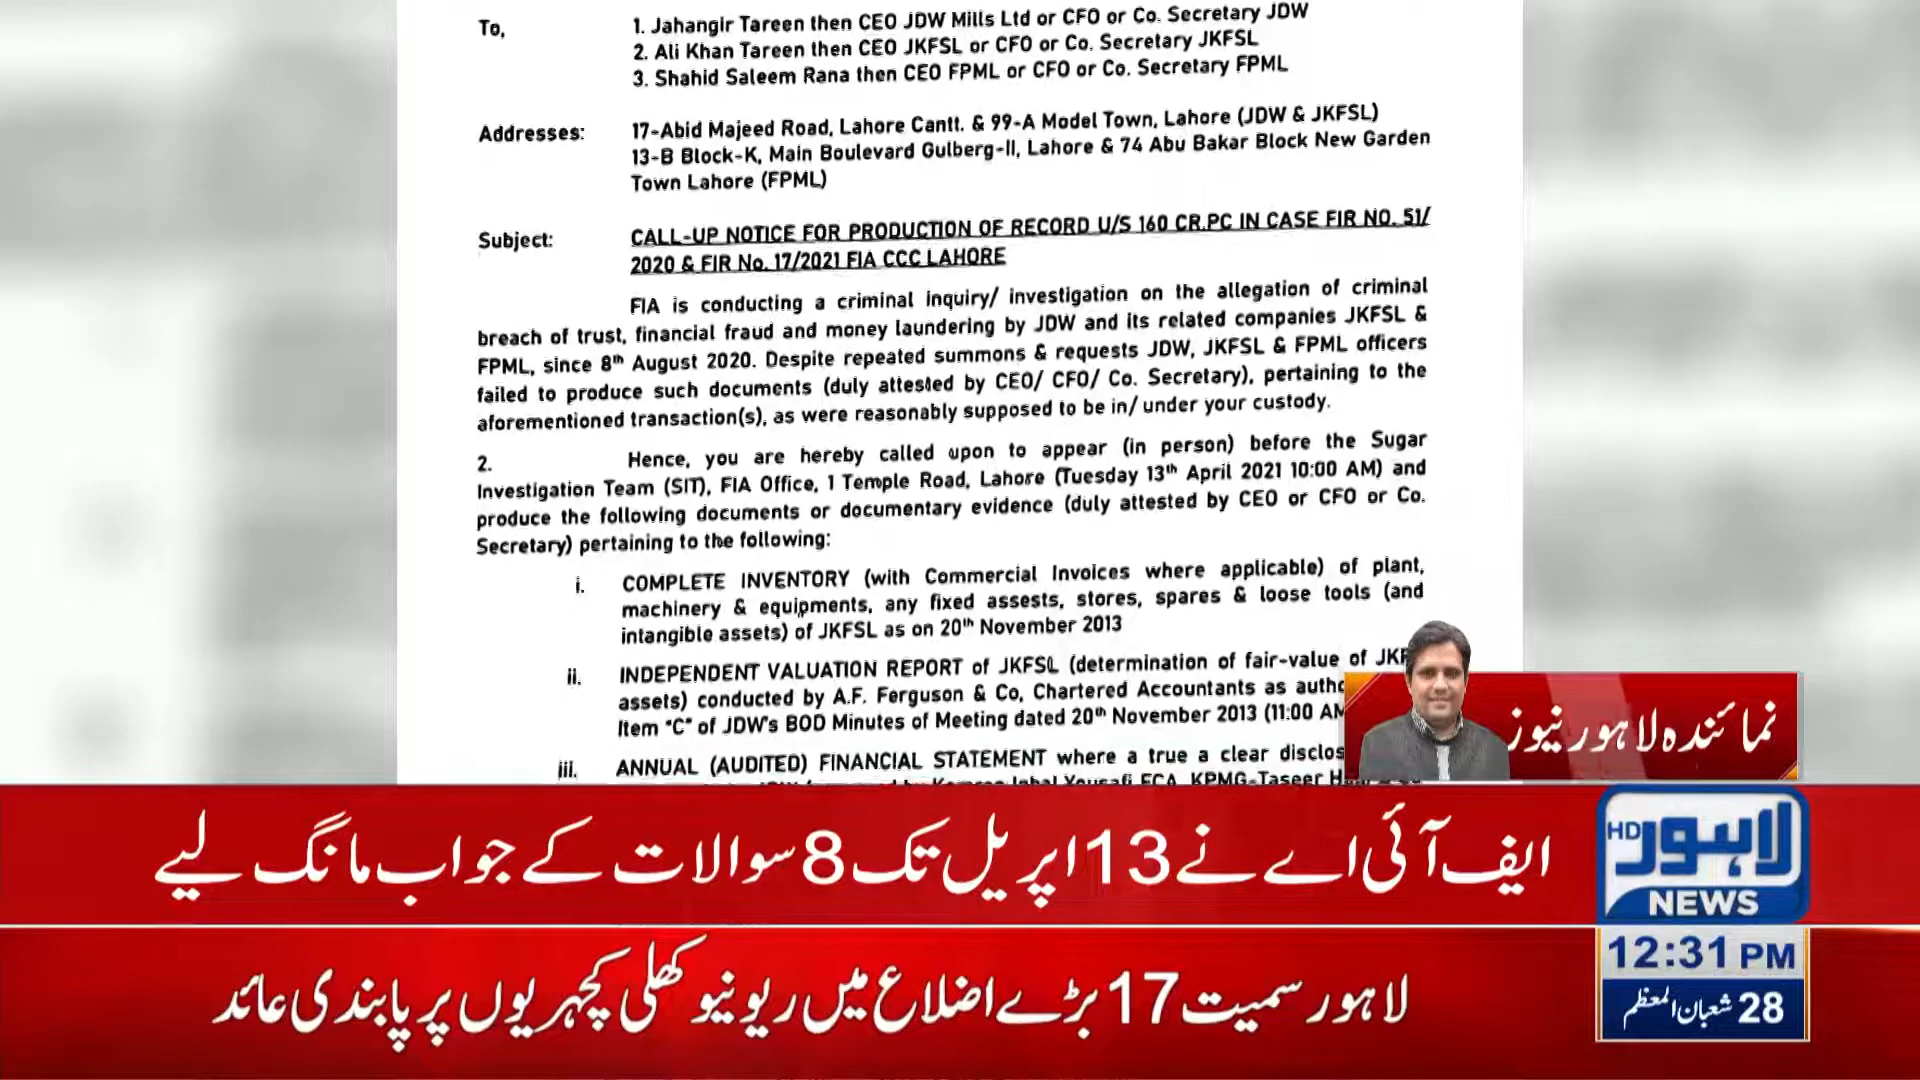 To,
1. Jahangir Tareen then CEO JDW Mills Ltd or CFO or Co. Secretary JDW
2. Ali Khan Tareen then CEO JKFSL or CFO or Co. Secretary JKFSL
3. Shahid Saleem Rana then CEO FPML or CFO or Co. Secretary FPML
Addresses:
17-Abid Majeed Road, Lahore Cantt. & 99-A Model Town, Lahore (JDW & JKFSL)
13-B Block-K, Main Boulevard Gulberg-II, Lahore & 74 Abu Bakar Block New Garden
Town Lahore (FPML)
Subject:
CALL-UP NOTICE FOR PRODUCTION OF RECORD U/S 160 CR.PC IN CASE FIR NO. 51/
2020 & FIR No. 17/2021 FIA CCC LAHORE
FIA is conducting a criminal inquiry/ investigation on the allegation of criminal
breach of trust, financial fraud and money laundering by JDW and its related companies JKFSL &
FPML, since 8th August 2020. Despite repeated summons & requests JDW, JKFSL & FPML officers
failed to produce such documents (duly attested by CEO/ CFO/ Co. Secretary), pertaining to the
aforementioned transaction(s), as were reasonably supposed to be in/ under your custody.
2. Hence, you are hereby called upon to appear (in person) before the Sugar
Investigation Team (SIT), FIA Office, 1 Temple Road, Lahore (Tuesday 13th April 2021 10:00 AM) and
produce the following documents or documentary evidence (duly attested by CEO or CFO or Co.
Secretary) pertaining to the following:
i. COMPLETE INVENTORY (with Commercial Invoices where applicable) of plant,
machinery & equipments, any fixed assests, stores, spares & loose tools (and
intangible assets) of JKFSL as on 20th November 2013
ii. INDEPENDENT VALUATION REPORT of JKFSL (determination of fair-value of
assets) conducted by A.F. Ferguson & Co, Chartered Accountants as
Item "C" of JDW's BOD Minutes of Meeting dated 20th November 2013 (11:00
iii. ANNUAL (AUDITED) FINANCIAL STATEMENT where a true a clear
نمائندہ لاہور نیوز
ایف آئی اے نے 13 اپریل تک 8 سوالات کے جواب مانگ لیے
لاہور HD
NEWS
لاہور سمیت 17 بڑے اضلاع میں ریونیو کھلی کچہریوں پر پابندی عائد
12:31 PM
28 شعبان المعظم